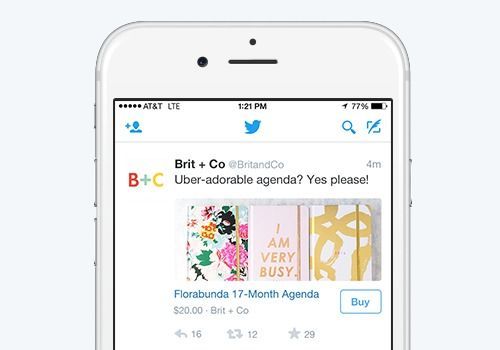 AT&T LTE 1:21 PM 77%
Brit + Co @BritandCo 4m
B+C
Uber-adorable agenda? Yes please!
I
AM
VERY
BUSY.
Florabunda 17-Month Agenda
Buy
$20.00 · Brit + Co
16 12 29